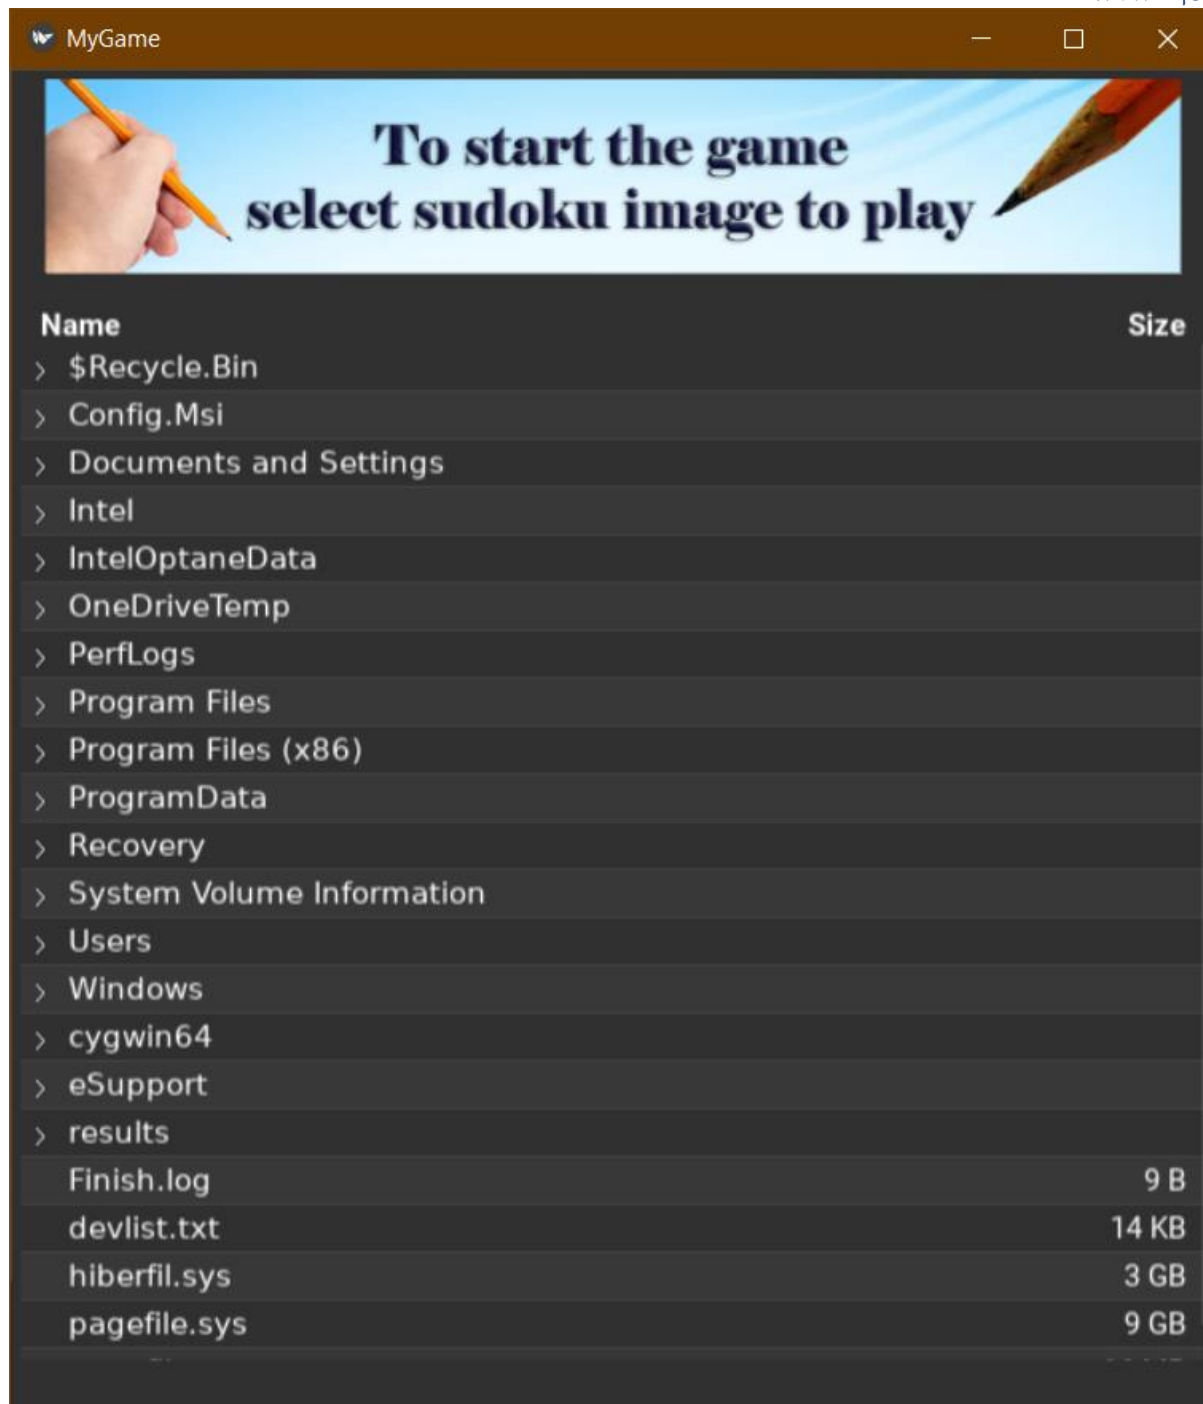 MyGame
To start the game
select sudoku image to play
Name Size
$Recycle.Bin
Config.Msi
Documents and Settings
Intel
IntelOptaneData
OneDriveTemp
PerfLogs
Program Files
Program Files (x86)
ProgramData
Recovery
System Volume Information
Users
Windows
cygwin64
eSupport
results
Finish.log 9 B
devlist.txt 14 KB
hiberfil.sys 3 GB
pagefile.sys 9 GB